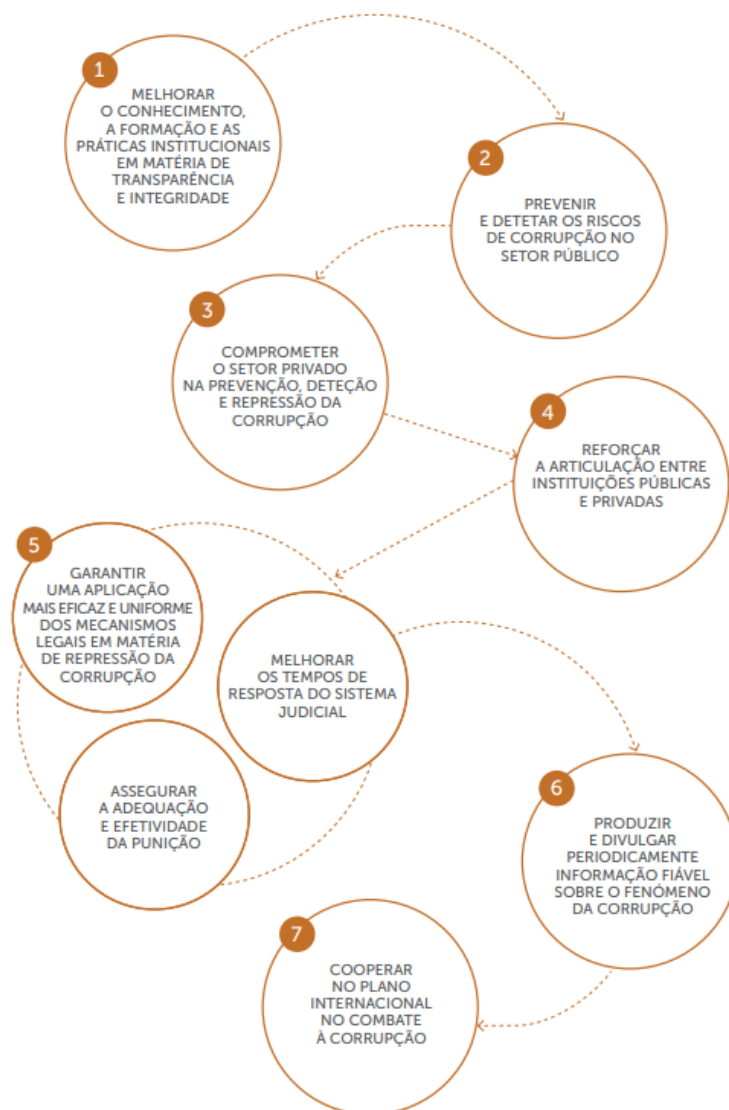 1
MELHORAR
O CONHECIMENTO,
A FORMAÇÃO E AS
PRÁTICAS INSTITUCIONAIS
EM MATÉRIA DE
TRANSPARÊNCIA
E INTEGRIDADE
2
PREVENIR
E DETETAR OS RISCOS
DE CORRUPÇÃO NO
SETOR PÚBLICO
3
COMPROMETER
O SETOR PRIVADO
NA PREVENÇÃO, DETEÇÃO
E REPRESSÃO DA
CORRUPÇÃO
4
REFORÇAR
A ARTICULAÇÃO ENTRE
INSTITUIÇÕES PÚBLICAS
E PRIVADAS
5
GARANTIR
UMA APLICAÇÃO
MAIS EFICAZ E UNIFORME
DOS MECANISMOS
LEGAIS EM MATÉRIA
DE REPRESSÃO DA
CORRUPÇÃO
MELHORAR
OS TEMPOS DE
RESPOSTA DO SISTEMA
JUDICIAL
ASSEGURAR
A ADEQUAÇÃO
E EFETIVIDADE
DA PUNIÇÃO
6
PRODUZIR
E DIVULGAR
PERIODICAMENTE
INFORMAÇÃO FIÁVEL
SOBRE O FENÓMENO
DA CORRUPÇÃO
7
COOPERAR
NO PLANO
INTERNACIONAL
NO COMBATE
À CORRUPÇÃO